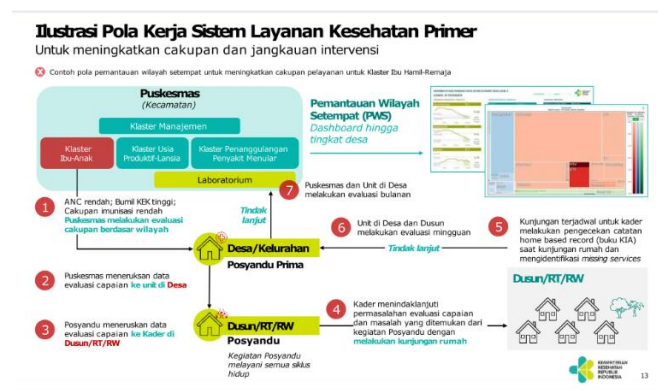 Ilustrasi Pola Kerja Sistem Layanan Kesehatan Primer
Untuk meningkatkan cakupan dan jangkauan intervensi
Contoh pola pemantauan wilayah setempat untuk meningkatkan cakupan pelayanan untuk Klaster Ibu Hamil-Remaja
Puskesmas
(Kecamatan)
Klaster Manajemen
Klaster
Ibu-Anak
Klaster Usia
Produktif-Lansia
Klaster Penanggulangan
Penyakit Menular
Laboratorium
Pemantauan Wilayah
Setempat (PWS)
Dashboard hingga
tingkat desa
1
ANC rendah; Bumil KEK tinggi;
Cakupan imunisasi rendah
Puskesmas melakukan evaluasi
cakupan berdasar wilayah
Tindak
lanjut
7
Puskesmas dan Unit di Desa
melakukan evaluasi bulanan
6
Unit di Desa dan Dusun
melakukan evaluasi mingguan
Tindak lanjut
5
Kunjungan terjadwal untuk kader
melakukan pengecekan catatan
home based record (buku KIA)
saat kunjungan rumah dan
mengidentifikasi missing services
Desa/Kelurahan
Posyandu Prima
2
Puskesmas meneruskan data
evaluasi capaian ke unit di Desa
3
Posyandu meneruskan data
evaluasi capaian ke Kader di
Dusun/RT/RW
Dusun/RT/RW
Posyandu
Kegiatan Posyandu
melayani semua siklus
hidup
4
Kader menindaklanjuti
permasalahan evaluasi capaian
dan masalah yang ditemukan dari
kegiatan Posyandu dengan
melakukan kunjungan rumah
Dusun/RT/RW
KEMENTERIAN
KESEHATAN
REPUBLIK
INDONESIA
13